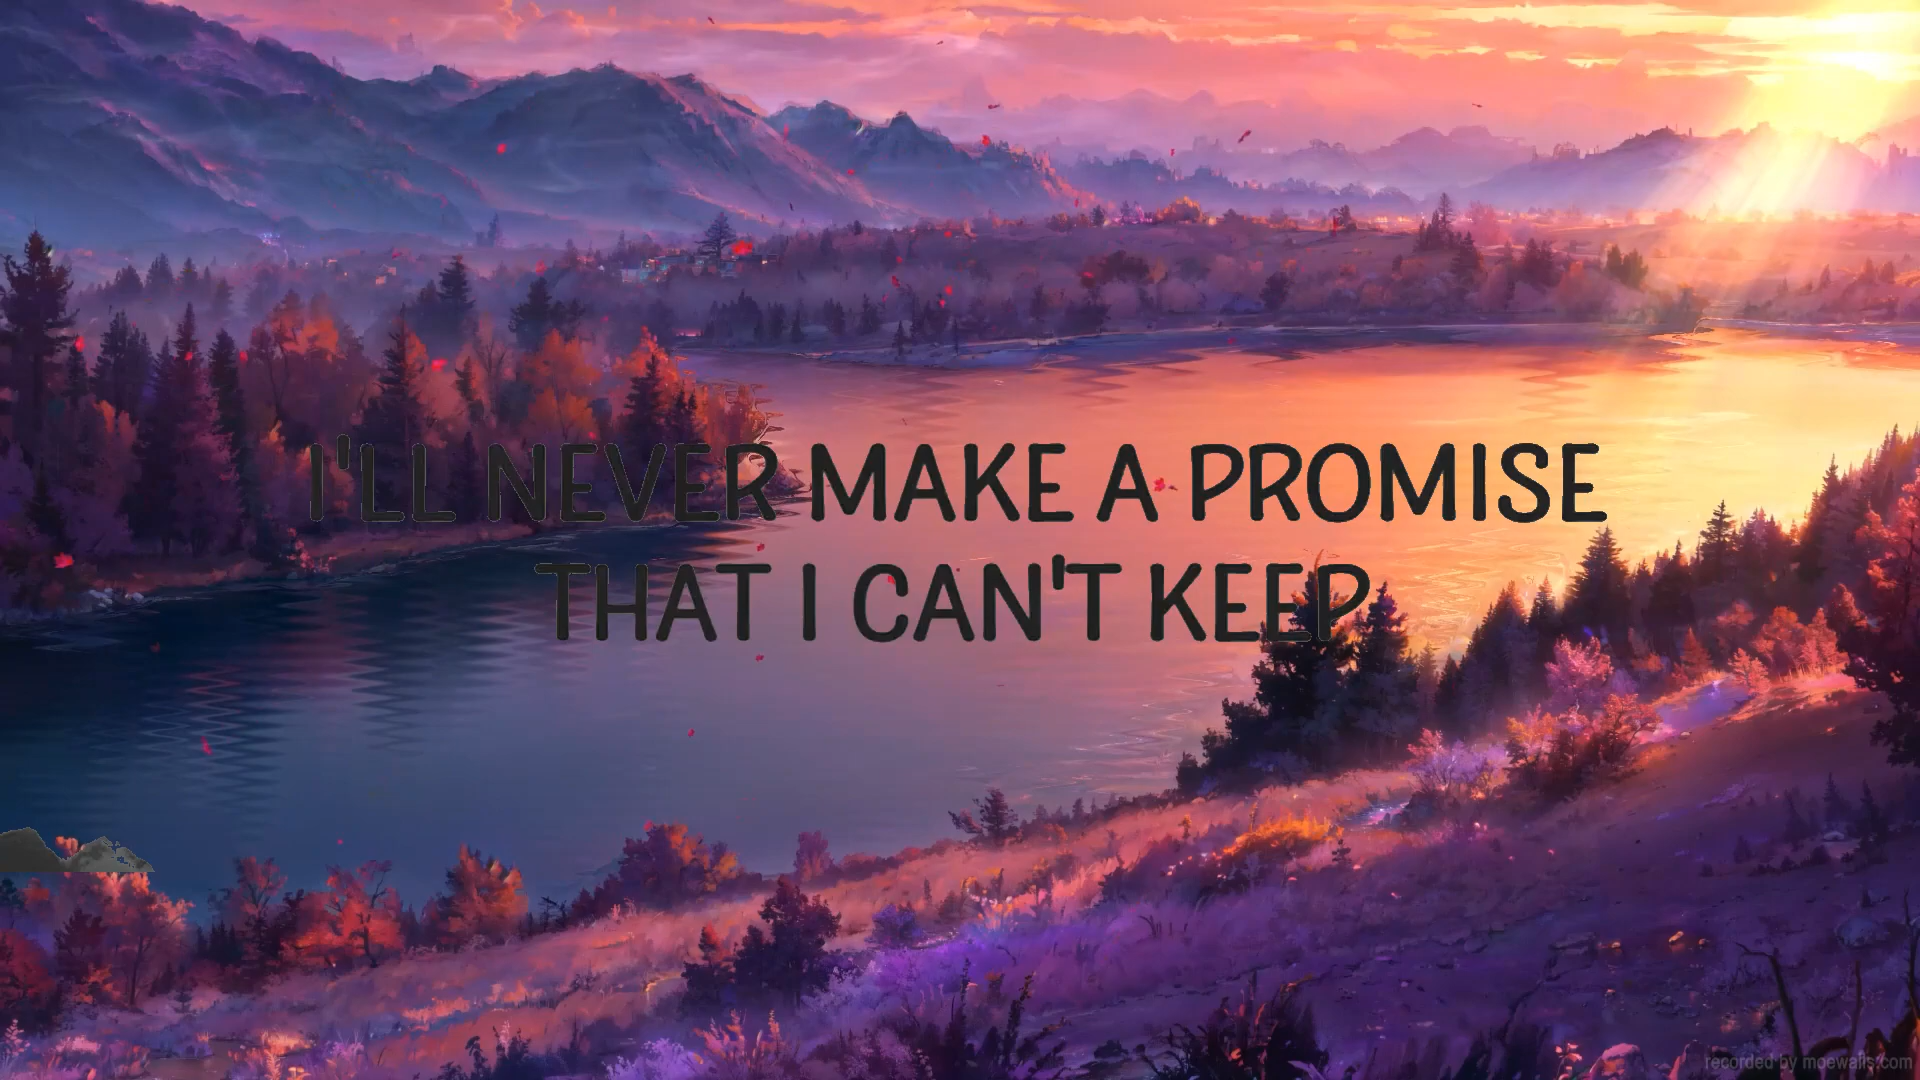 I'LL NEVER MAKE A PROMISE
THAT I CAN'T KEEP
recorded by moewalls.com